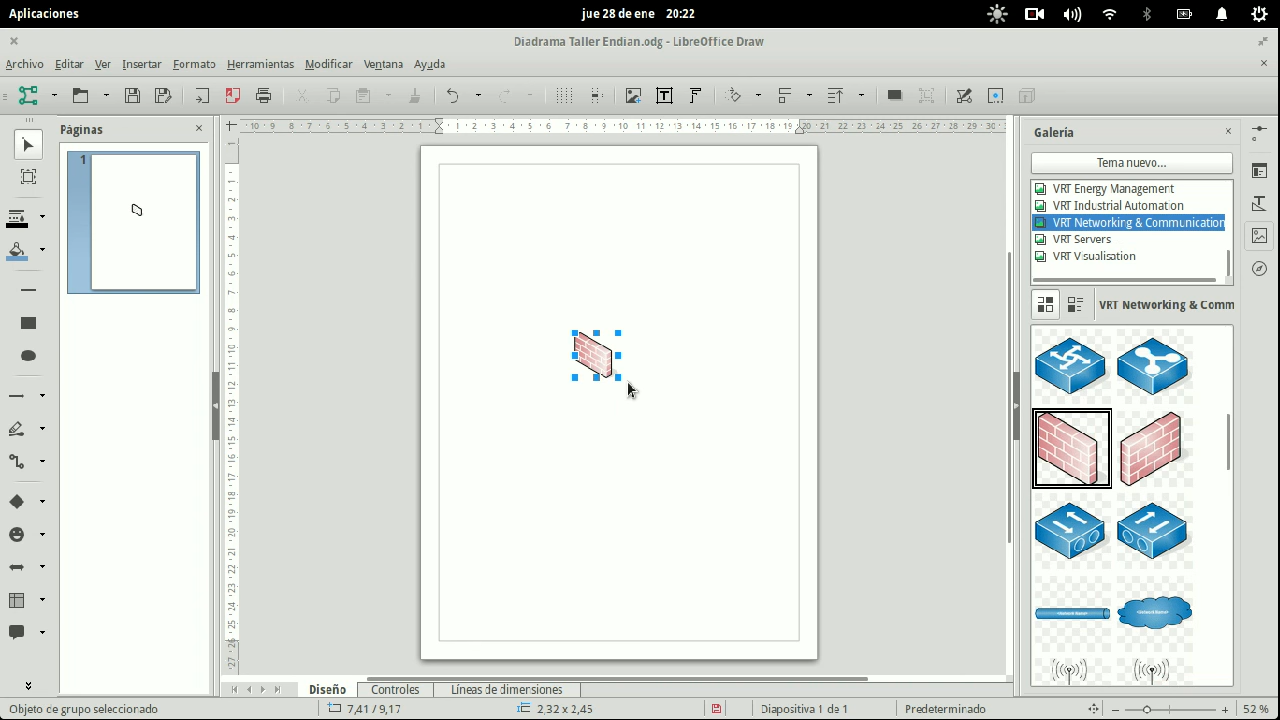 Aplicaciones
jue 28 de ene 20:22
Diadrama Taller Endian.odg - LibreOffice Draw
Archivo Editar Ver Insertar Formato Herramientas Modificar Ventana Ayuda
Páginas
1
Galería
Tema nuevo...
VRT Energy Management
VRT Industrial Automation
VRT Networking & Communication
VRT Servers
VRT Visualisation
VRT Networking & Comm
Diseño Controles Líneas de dimensiones
Objeto de grupo seleccionado
7,41 / 9,17
2,32 x 2,45
Diapositiva 1 de 1
Predeterminado
52 %